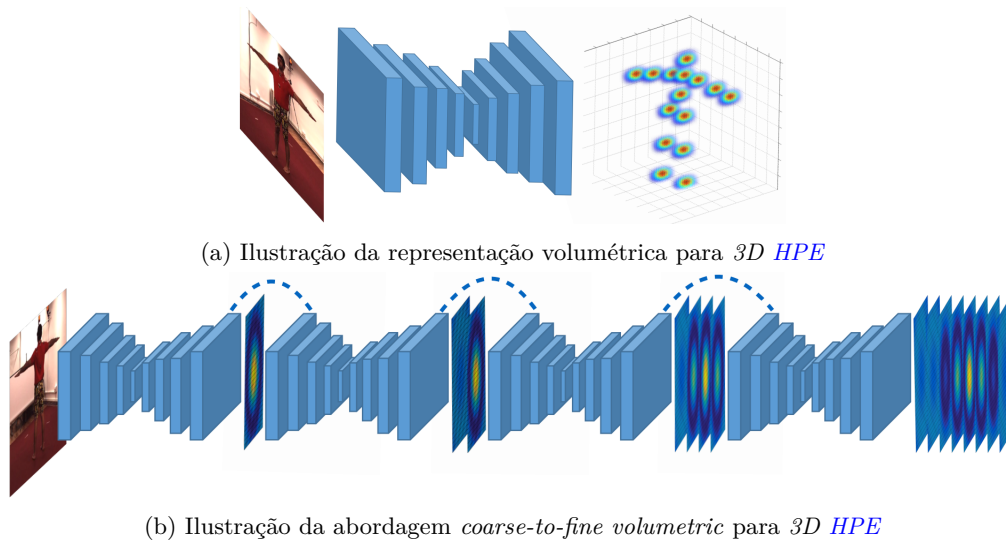 (a) Ilustração da representação volumétrica para 3D HPE
(b) Ilustração da abordagem coarse-to-fine volumetric para 3D HPE